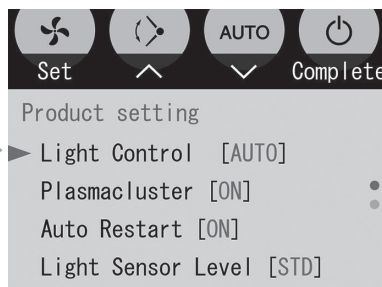 AUTO
Set Complete
Product setting
Light Control [AUTO]
Plasmacluster [ON]
Auto Restart [ON]
Light Sensor Level [STD]